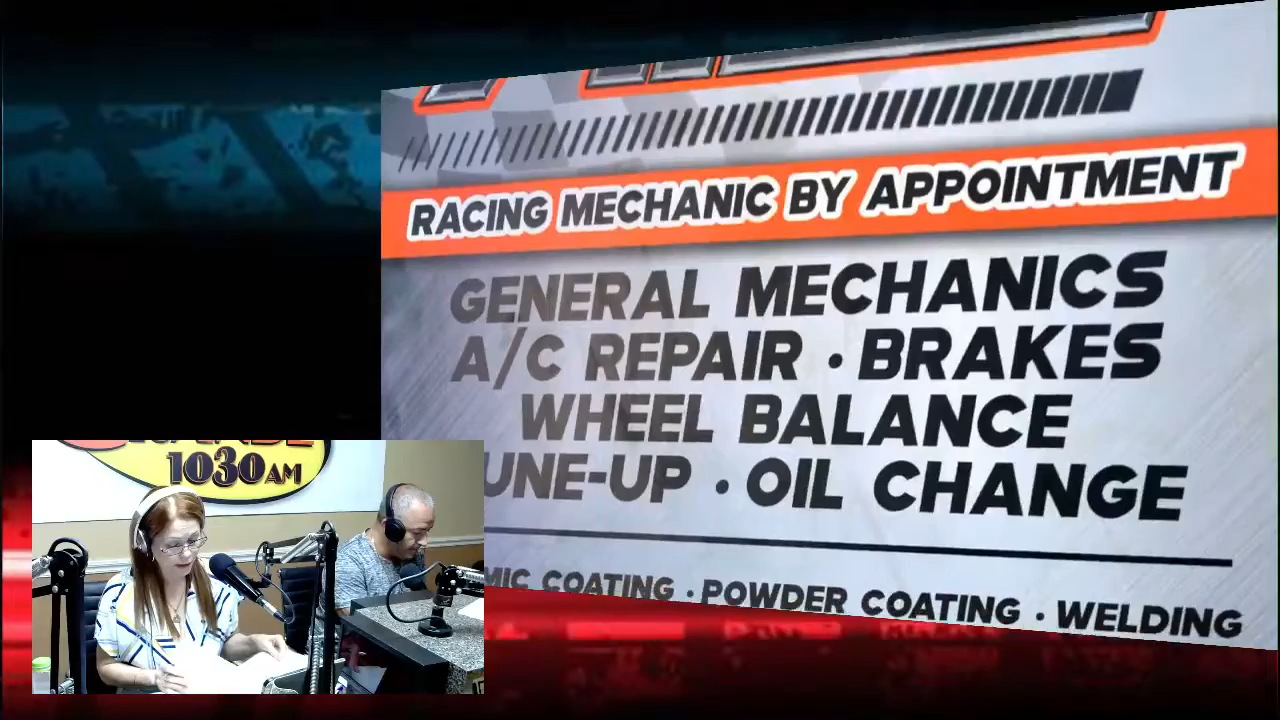 RACING MECHANIC BY APPOINTMENT
GENERAL MECHANICS
A/C REPAIR · BRAKES
WHEEL BALANCE
UNE-UP · OIL CHANGE
MIC COATING · POWDER COATING · WELDING
1030AM